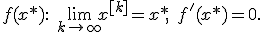 f(x*): lim_{k→∞} x^{[k]} = x*, f′(x*) = 0.